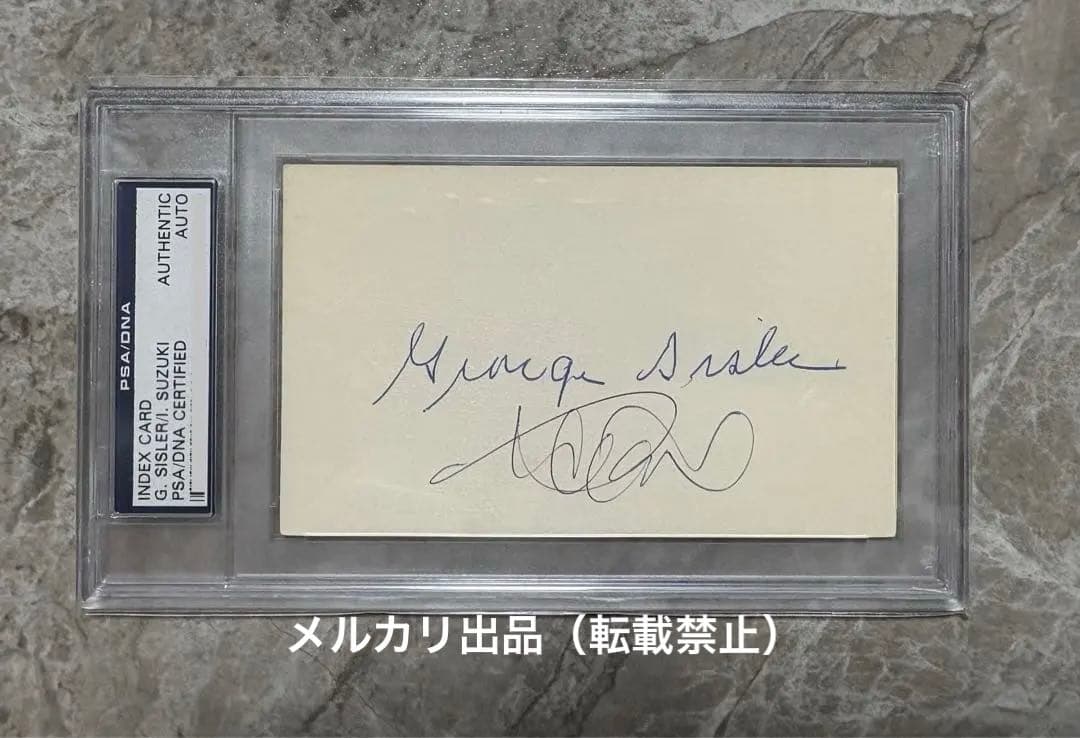 PSA/DNA
INDEX CARD
G. SISLER/I. SUZUKI
PSA/DNA CERTIFIED
AUTHENTIC
AUTO
George Sisler
メルカリ出品（転載禁止）